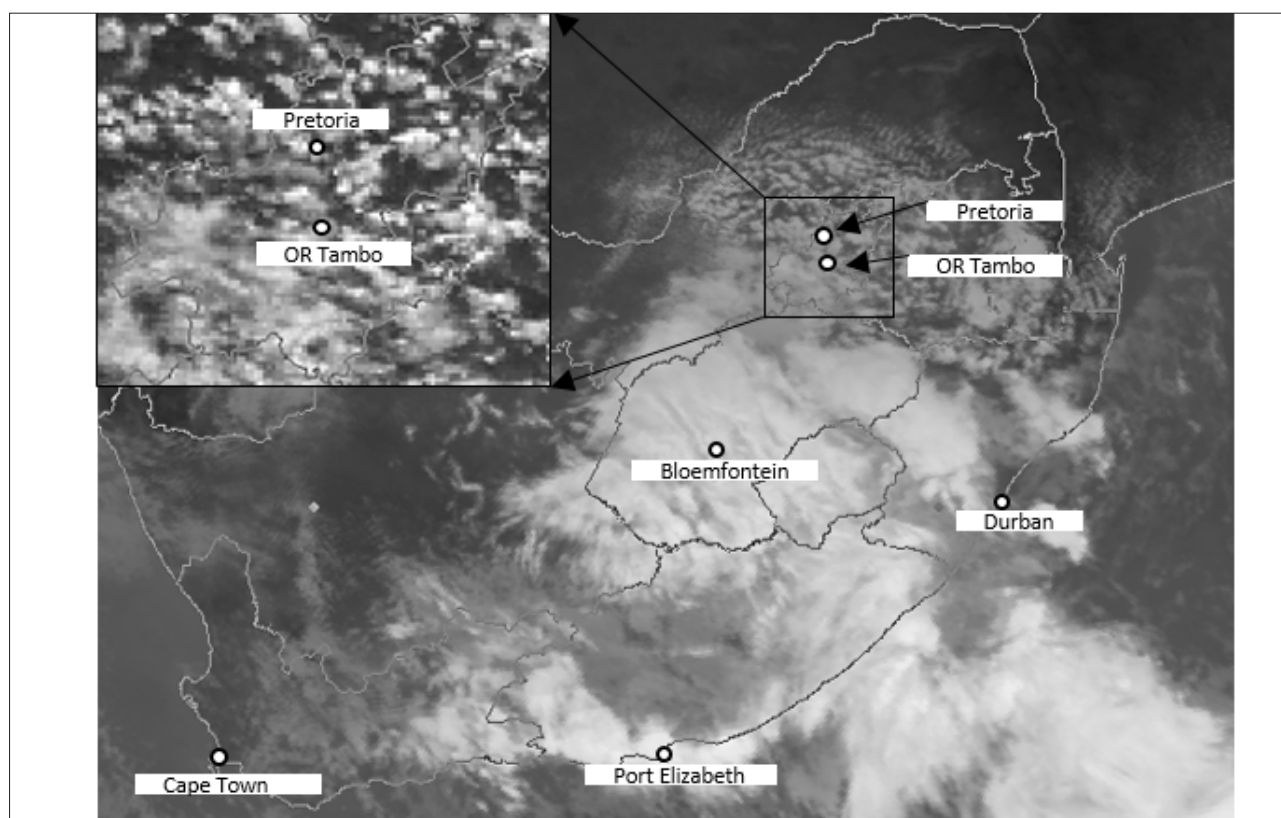 Pretoria
OR Tambo
Pretoria
OR Tambo
Bloemfontein
Durban
Port Elizabeth
Cape Town